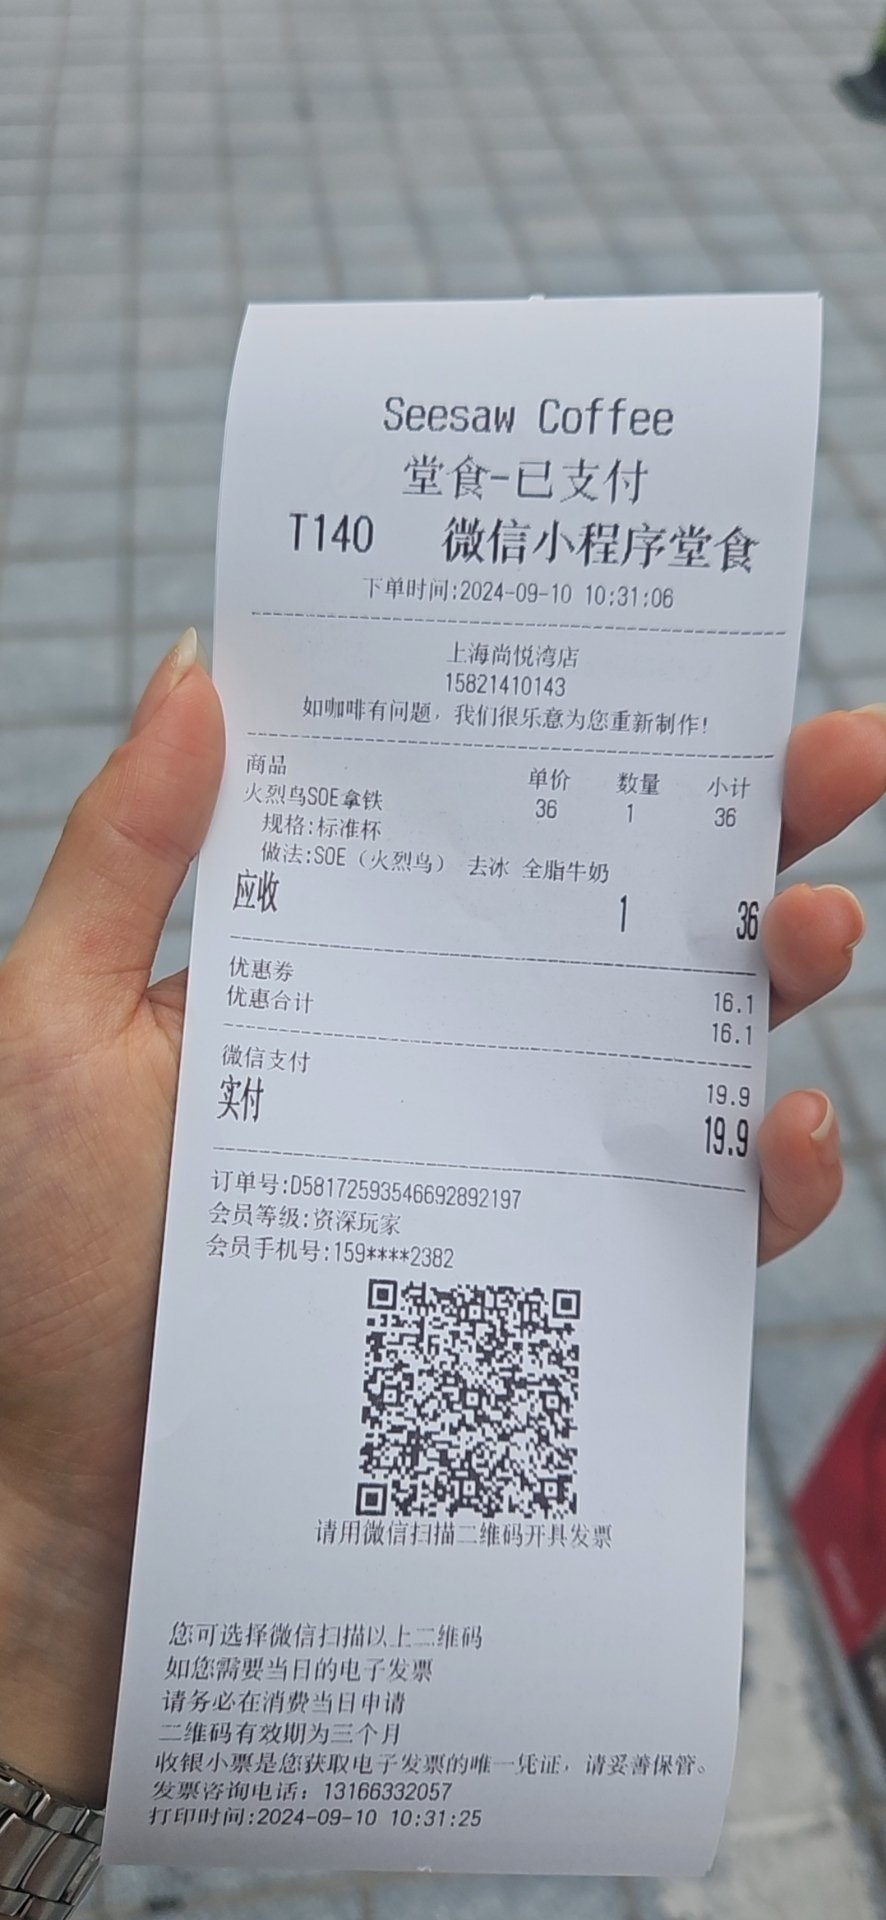 Seesaw Coffee
堂食-已支付
T140 微信小程序堂食
下单时间:2024-09-10 10:31:06
上海尚悦湾店
15821410143
如咖啡有问题，我们很乐意为您重新制作!
商品 单价 数量 小计
火烈鸟SOE拿铁 36 1 36
规格:标准杯
做法:SOE（火烈鸟） 去冰 全脂牛奶
应收 1 36
优惠券 16.1
优惠合计 16.1
微信支付 19.9
实付 19.9
订单号:D581725935466928921​97
会员等级:资深玩家
会员手机号:159****2382
请用微信扫描二维码开具发票
您可选择微信扫描以上二维码
如您需要当日的电子发票
请务必在消费当日申请
二维码有效期为三个月
收银小票是您获取电子发票的唯一凭证，请妥善保管。
发票咨询电话：13166332057
打印时间:2024-09-10 10:31:25